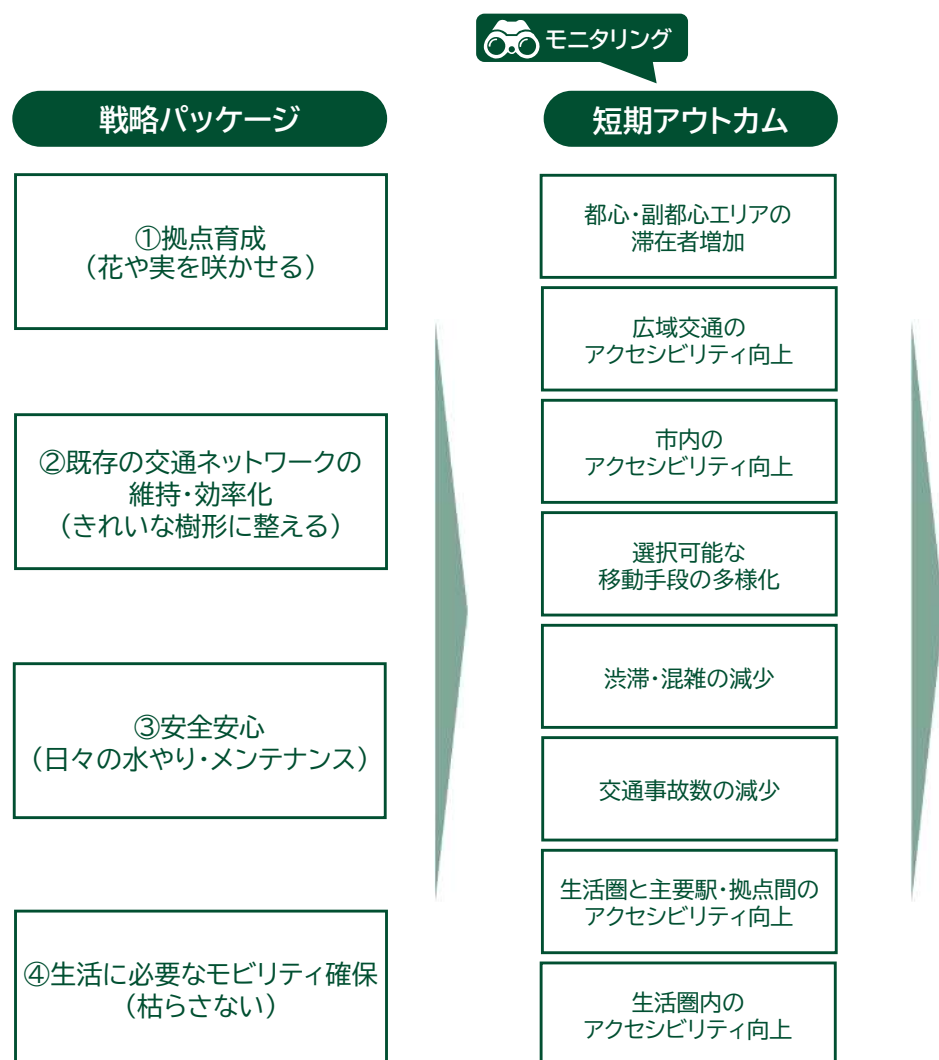 モニタリング
戦略パッケージ
①拠点育成
（花や実を咲かせる）
②既存の交通ネットワークの
維持・効率化
（きれいな樹形に整える）
③安全安心
（日々の水やり・メンテナンス）
④生活に必要なモビリティ確保
（枯らさない）
短期アウトカム
都心・副都心エリアの
滞在者増加
広域交通の
アクセシビリティ向上
市内の
アクセシビリティ向上
選択可能な
移動手段の多様化
渋滞・混雑の減少
交通事故数の減少
生活圏と主要駅・拠点間の
アクセシビリティ向上
生活圏内の
アクセシビリティ向上